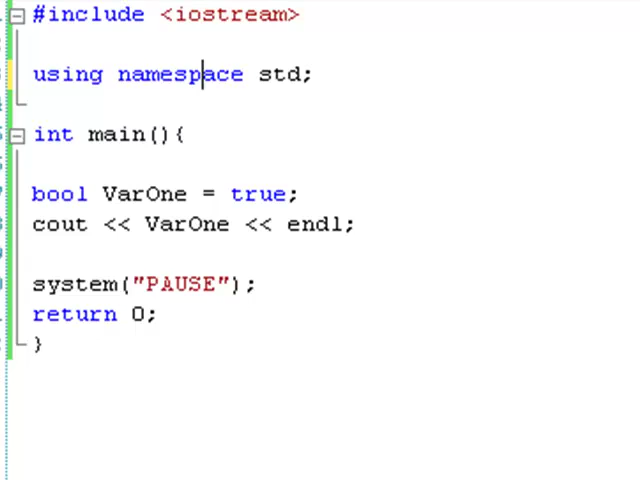 #include <iostream>
using namespace std;
int main(){
bool VarOne = true;
cout << VarOne << endl;
system("PAUSE");
return 0;
}